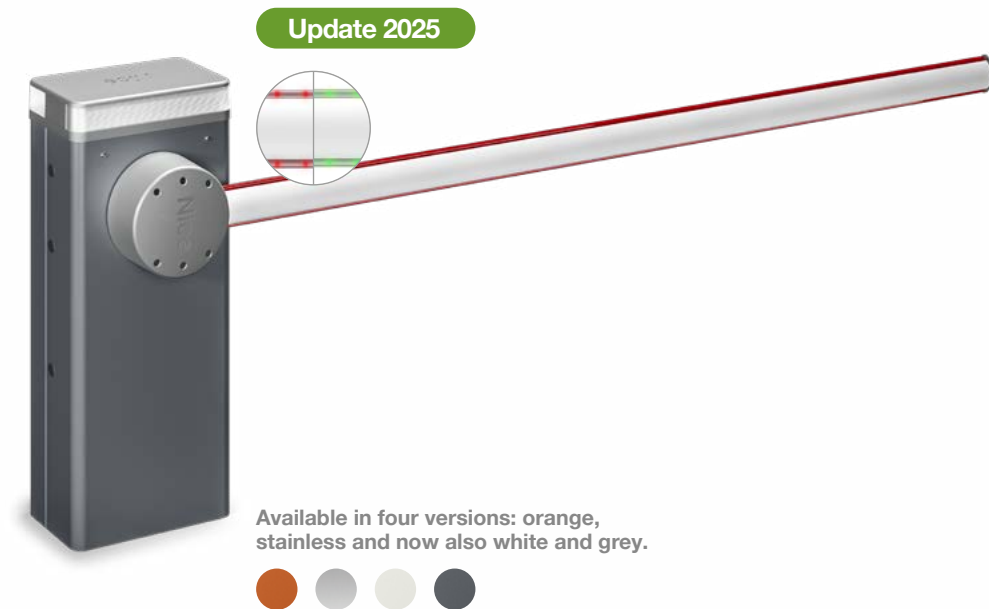 Update 2025
Nice
Available in four versions: orange,
stainless and now also white and grey.